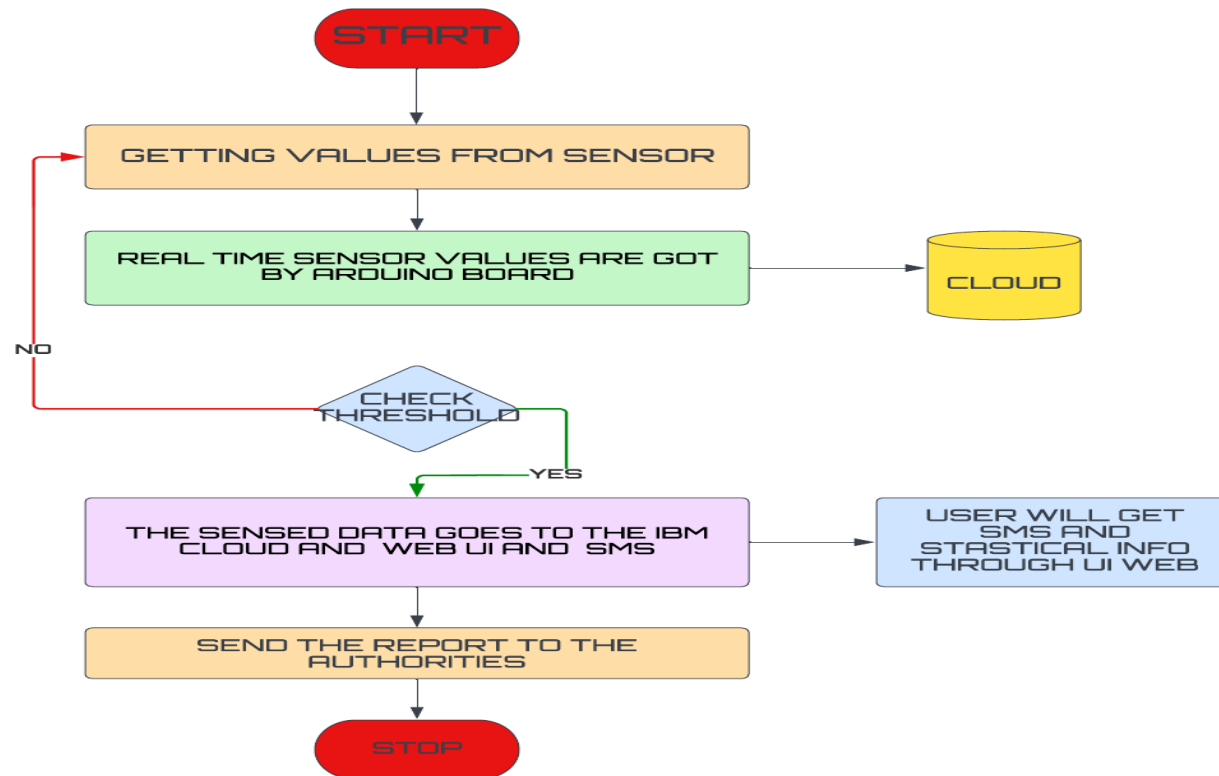 START
GETTING VALUES FROM SENSOR
REAL TIME SENSOR VALUES ARE GOT
BY ARDUINO BOARD
CLOUD
NO
CHECK
THRESHOLD
YES
THE SENSED DATA GOES TO THE IBM
CLOUD AND WEB UI AND SMS
USER WILL GET
SMS AND
STASTICAL INFO
THROUGH UI WEB
SEND THE REPORT TO THE
AUTHORITIES
STOP